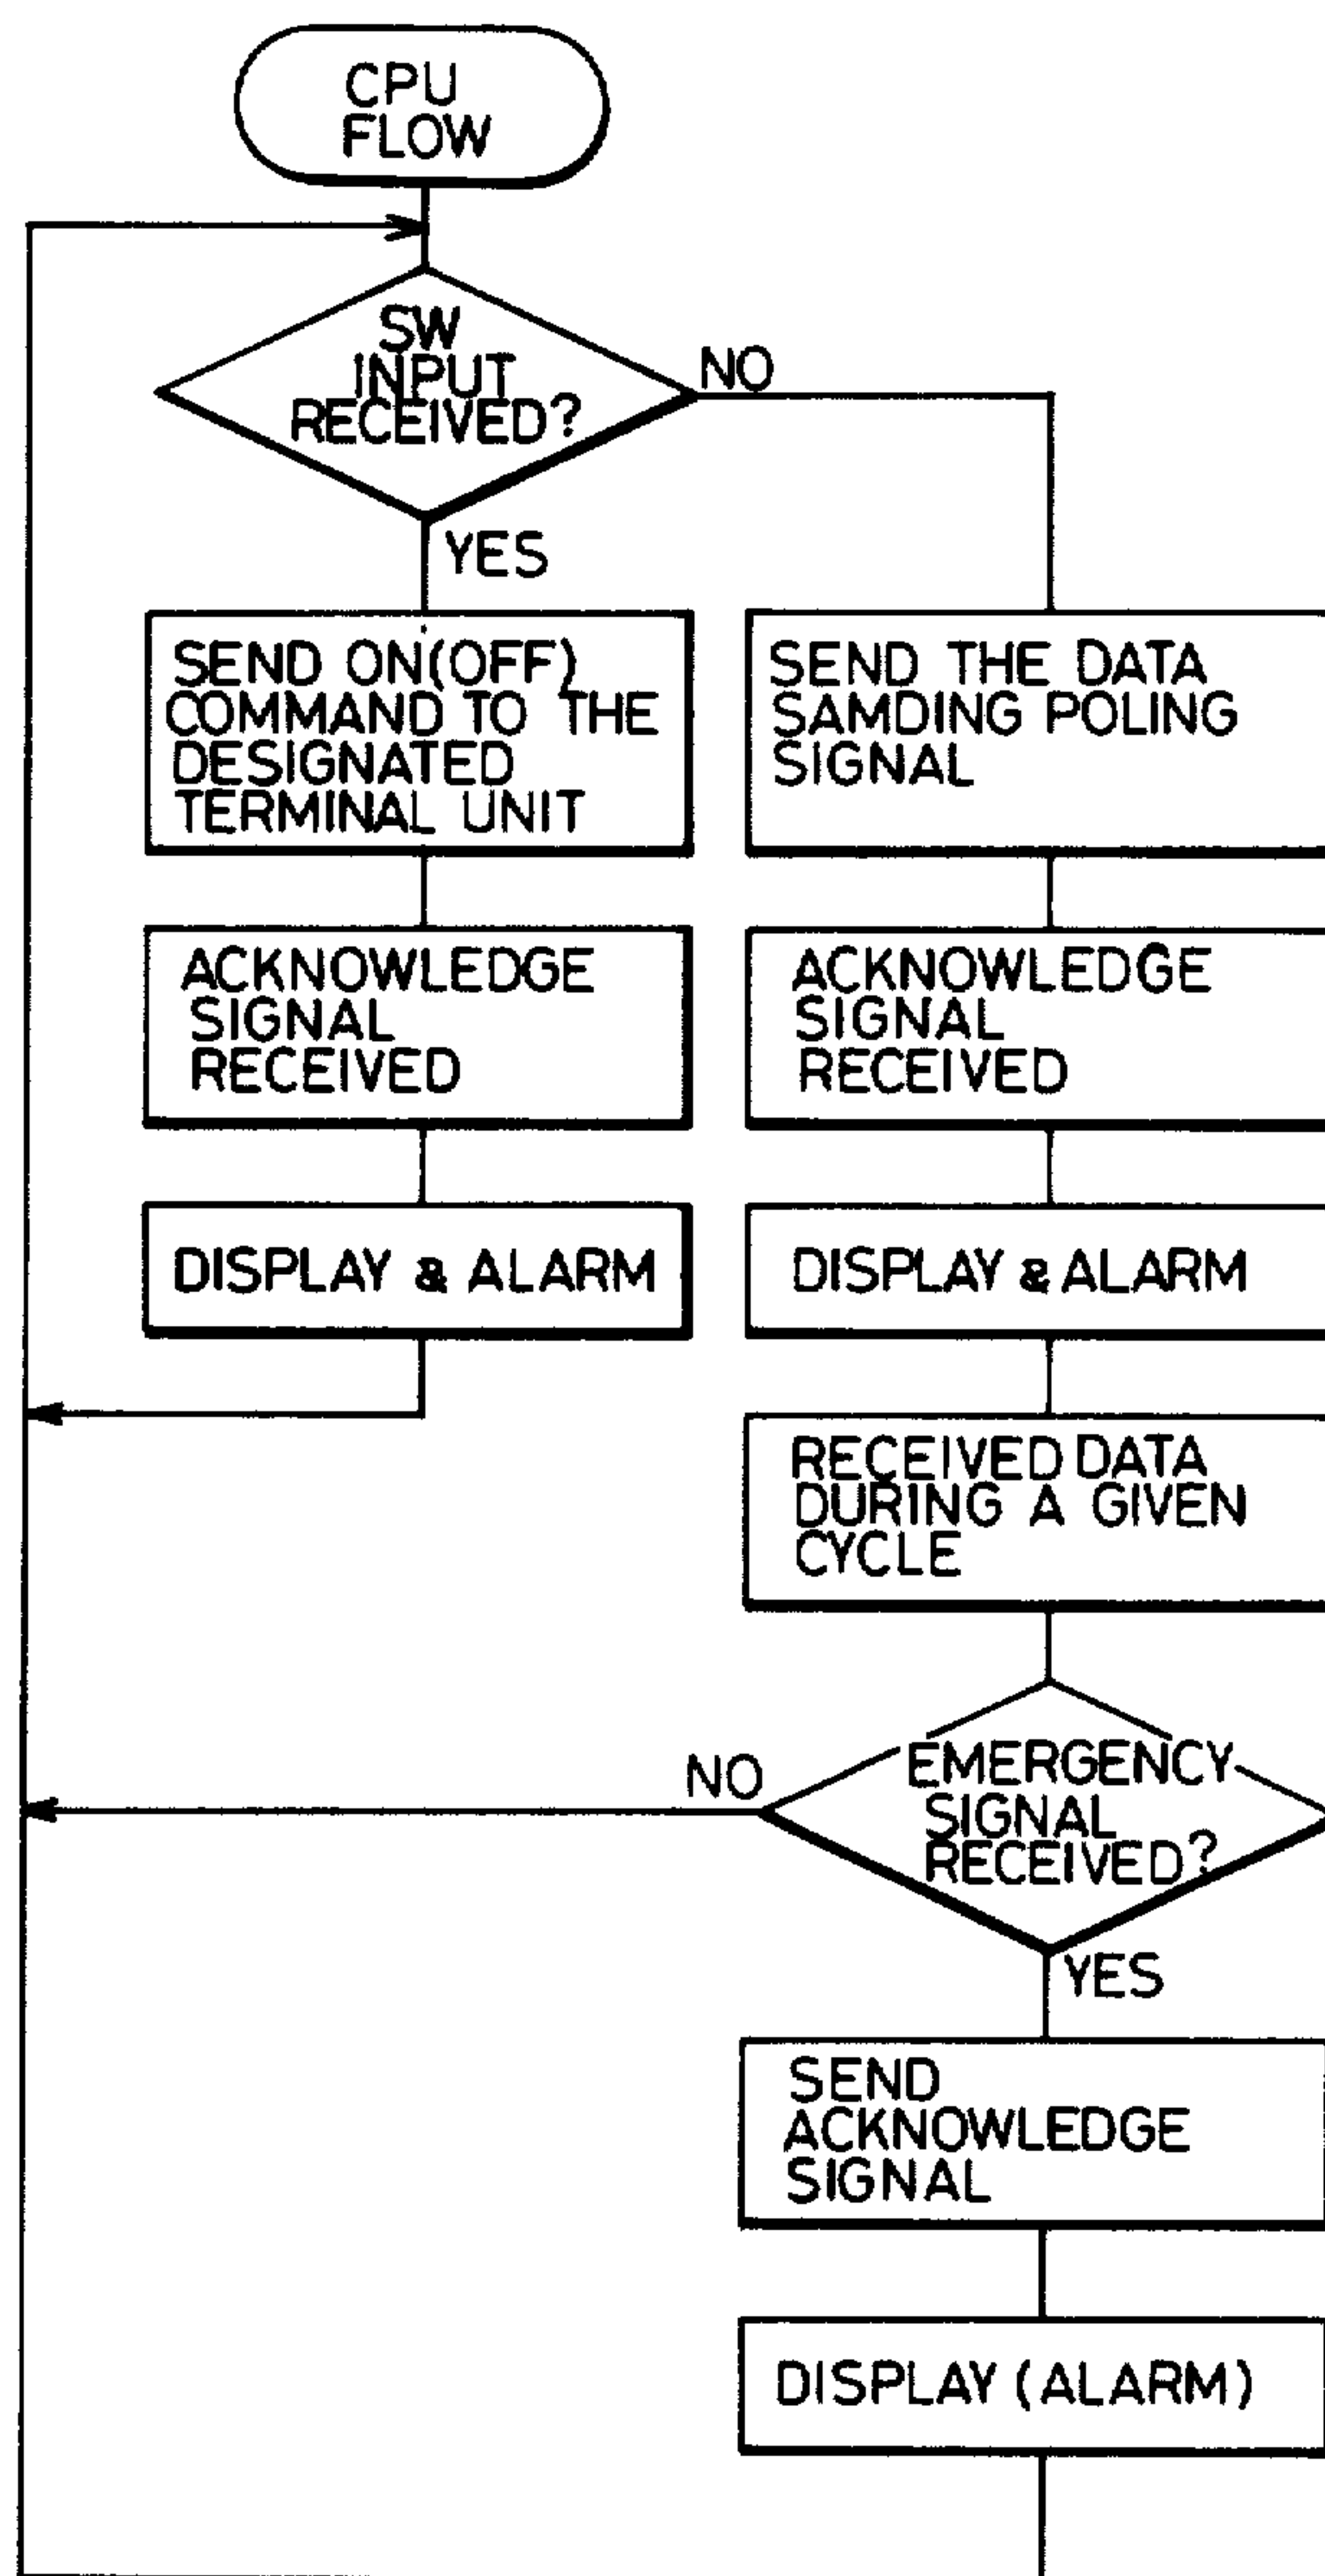 CPU
FLOW
SW
INPUT
RECEIVED?
NO
YES
SEND ON(OFF)
COMMAND TO THE
DESIGNATED
TERMINAL UNIT
ACKNOWLEDGE
SIGNAL
RECEIVED
DISPLAY & ALARM
SEND THE DATA
SAMDING POLING
SIGNAL
ACKNOWLEDGE
SIGNAL
RECEIVED
DISPLAY & ALARM
RECEIVED DATA
DURING A GIVEN
CYCLE
EMERGENCY
SIGNAL
RECEIVED?
NO
YES
SEND
ACKNOWLEDGE
SIGNAL
DISPLAY (ALARM)